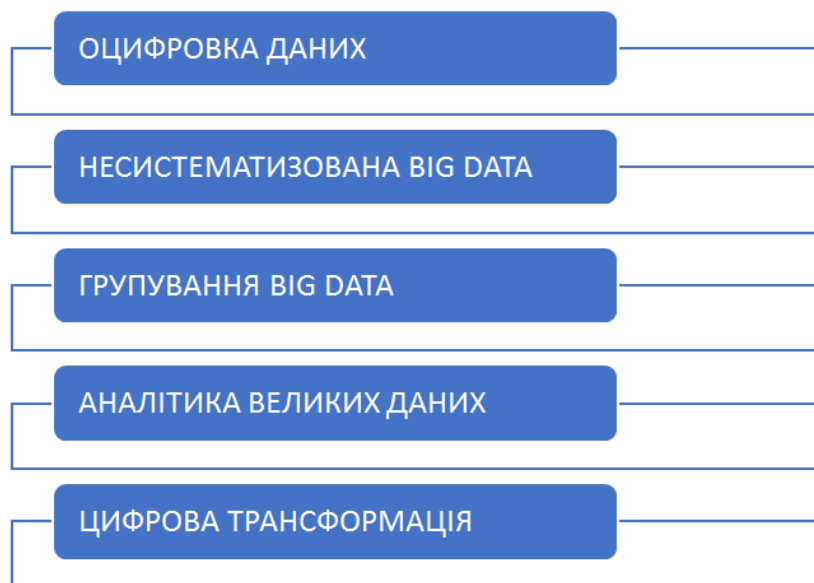 ОЦИФРОВКА ДАНИХ
НЕСИСТЕМАТИЗОВАНА BIG DATA
ГРУПУВАННЯ BIG DATA
АНАЛІТИКА ВЕЛИКИХ ДАНИХ
ЦИФРОВА ТРАНСФОРМАЦІЯ